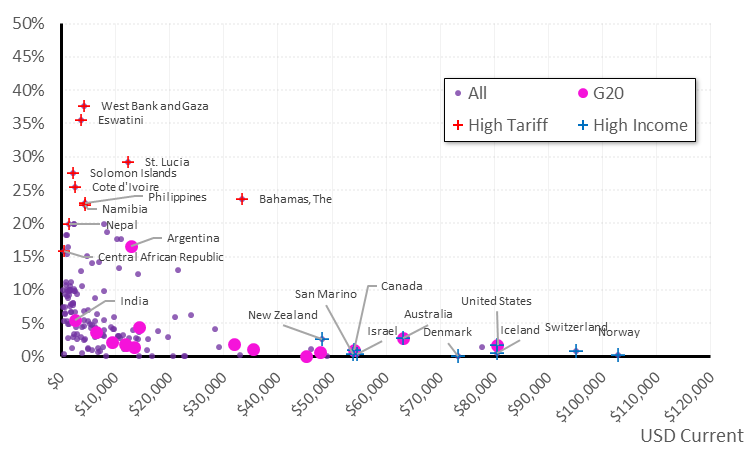 50%
45%
40%
35%
30%
25%
20%
15%
10%
5%
0%
All
G20
High Tariff
High Income
West Bank and Gaza
Eswatini
St. Lucia
Solomon Islands
Cote d'Ivoire
Philippines
Bahamas, The
Namibia
Nepal
Argentina
Central African Republic
India
San Marino
Canada
New Zealand
Australia
United States
Israel
Denmark
Iceland
Switzerland
Norway
$0
$10,000
$20,000
$30,000
$40,000
$50,000
$60,000
$70,000
$80,000
$90,000
$100,000
$110,000
$120,000
USD Current